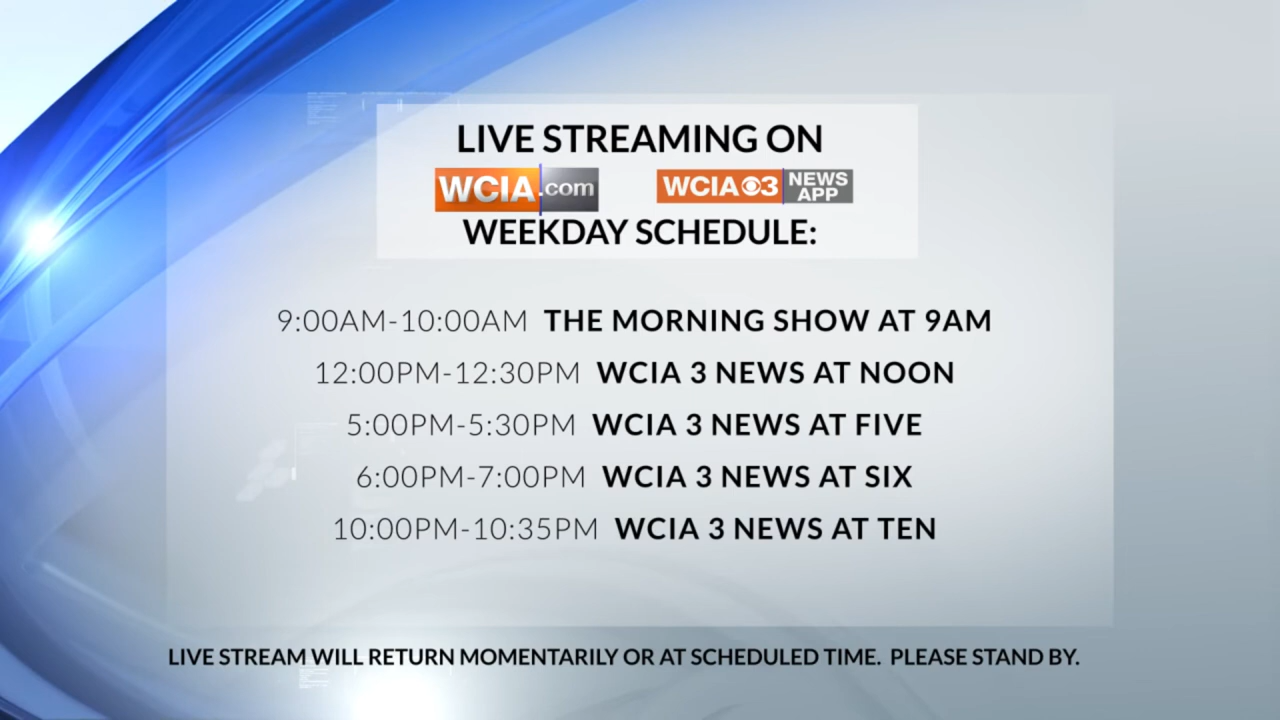 LIVE STREAMING ON
WCIA.com WCIA 3 NEWS APP
WEEKDAY SCHEDULE:
9:00AM-10:00AM THE MORNING SHOW AT 9AM
12:00PM-12:30PM WCIA 3 NEWS AT NOON
5:00PM-5:30PM WCIA 3 NEWS AT FIVE
6:00PM-7:00PM WCIA 3 NEWS AT SIX
10:00PM-10:35PM WCIA 3 NEWS AT TEN
LIVE STREAM WILL RETURN MOMENTARILY OR AT SCHEDULED TIME. PLEASE STAND BY.